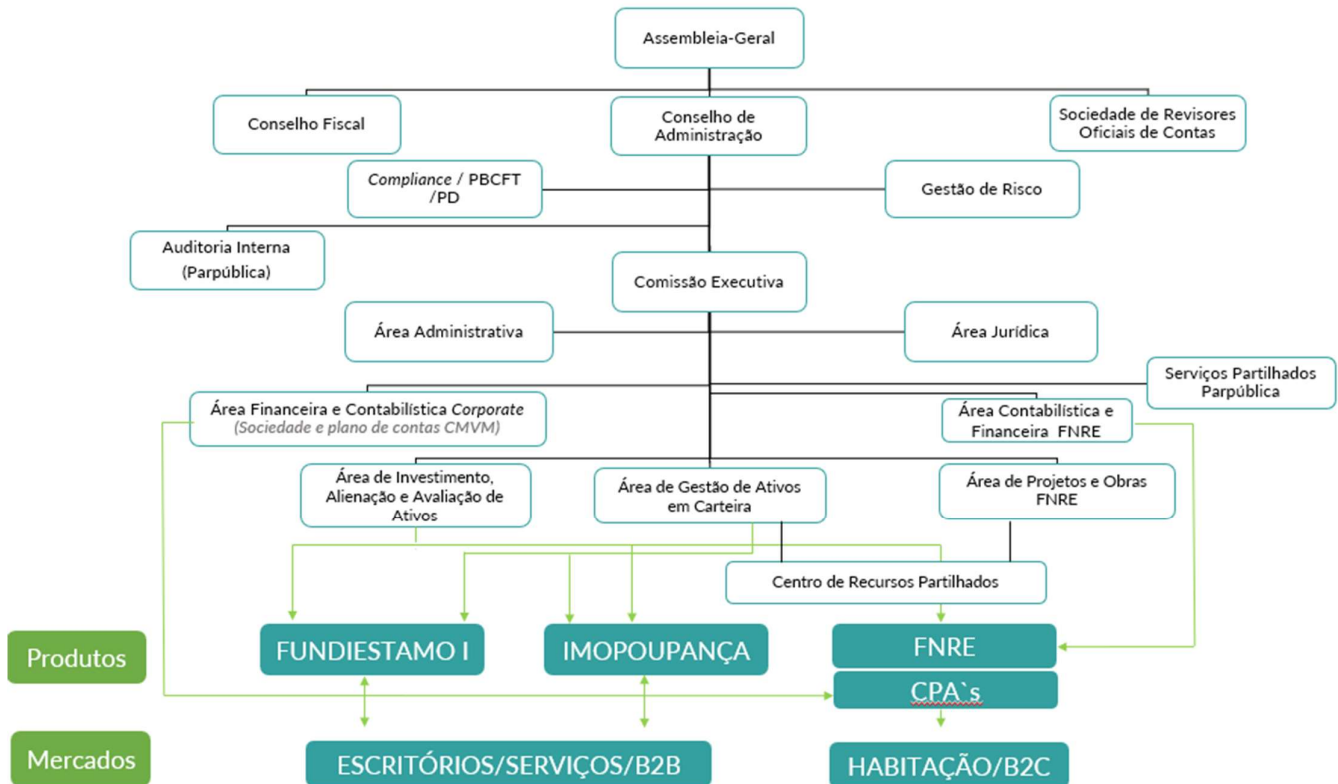 Assembleia-Geral
Conselho Fiscal
Conselho de
Administração
Sociedade de Revisores
Oficiais de Contas
Compliance / PBCFT
/PD
Gestão de Risco
Auditoria Interna
(Parpública)
Comissão Executiva
Área Administrativa
Área Jurídica
Serviços Partilhados
Parpública
Área Financeira e Contabilística Corporate
(Sociedade e plano de contas CMVM)
Área Contabilística e
Financeira FNRE
Área de Investimento,
Alienação e Avaliação de
Ativos
Área de Gestão de Ativos
em Carteira
Área de Projetos e Obras
FNRE
Centro de Recursos Partilhados
Produtos
FUNDIESTAMO I
IMOPOUPANÇA
FNRE
CPA`s
Mercados
ESCRITÓRIOS/SERVIÇOS/B2B
HABITAÇÃO/B2C